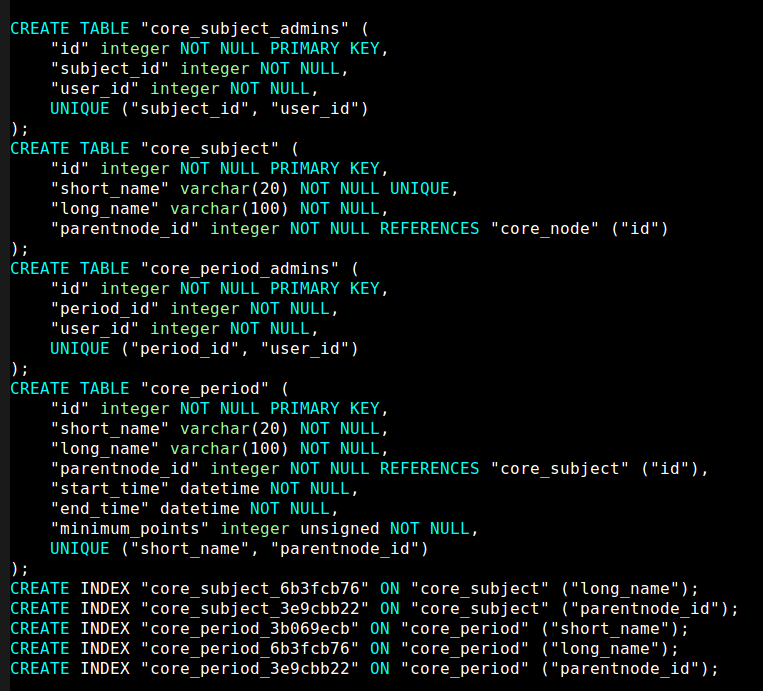 CREATE TABLE "core_subject_admins" (
    "id" integer NOT NULL PRIMARY KEY,
    "subject_id" integer NOT NULL,
    "user_id" integer NOT NULL,
    UNIQUE ("subject_id", "user_id")
);
CREATE TABLE "core_subject" (
    "id" integer NOT NULL PRIMARY KEY,
    "short_name" varchar(20) NOT NULL UNIQUE,
    "long_name" varchar(100) NOT NULL,
    "parentnode_id" integer NOT NULL REFERENCES "core_node" ("id")
);
CREATE TABLE "core_period_admins" (
    "id" integer NOT NULL PRIMARY KEY,
    "period_id" integer NOT NULL,
    "user_id" integer NOT NULL,
    UNIQUE ("period_id", "user_id")
);
CREATE TABLE "core_period" (
    "id" integer NOT NULL PRIMARY KEY,
    "short_name" varchar(20) NOT NULL,
    "long_name" varchar(100) NOT NULL,
    "parentnode_id" integer NOT NULL REFERENCES "core_subject" ("id"),
    "start_time" datetime NOT NULL,
    "end_time" datetime NOT NULL,
    "minimum_points" integer unsigned NOT NULL,
    UNIQUE ("short_name", "parentnode_id")
);
CREATE INDEX "core_subject_6b3fcb76" ON "core_subject" ("long_name");
CREATE INDEX "core_subject_3e9cbb22" ON "core_subject" ("parentnode_id");
CREATE INDEX "core_period_3b069ecb" ON "core_period" ("short_name");
CREATE INDEX "core_period_6b3fcb76" ON "core_period" ("long_name");
CREATE INDEX "core_period_3e9cbb22" ON "core_period" ("parentnode_id");